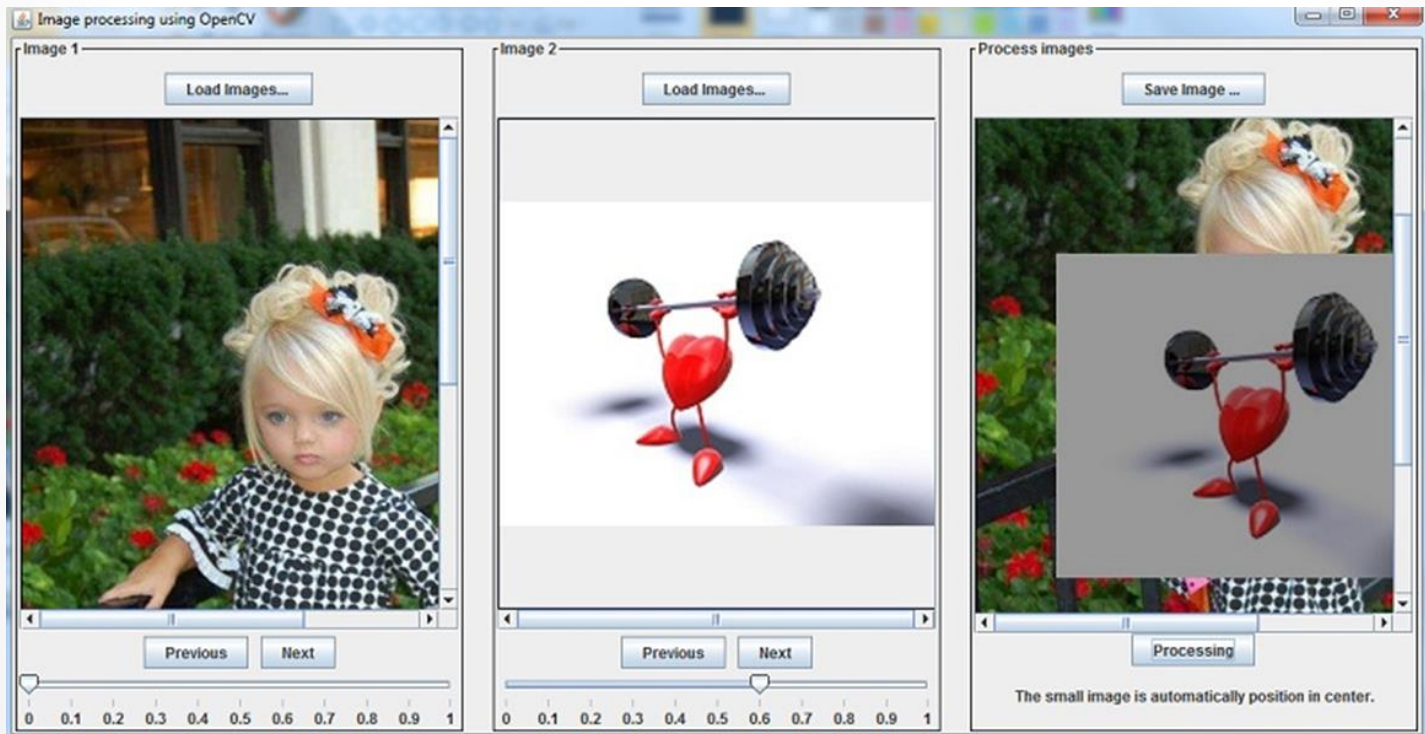 Image processing using OpenCV
Image 1
Load Images...
Previous
Next
0 0.1 0.2 0.3 0.4 0.5 0.6 0.7 0.8 0.9 1
Image 2
Load Images...
Previous
Next
0 0.1 0.2 0.3 0.4 0.5 0.6 0.7 0.8 0.9 1
Process images
Save Image ...
Processing
The small image is automatically position in center.